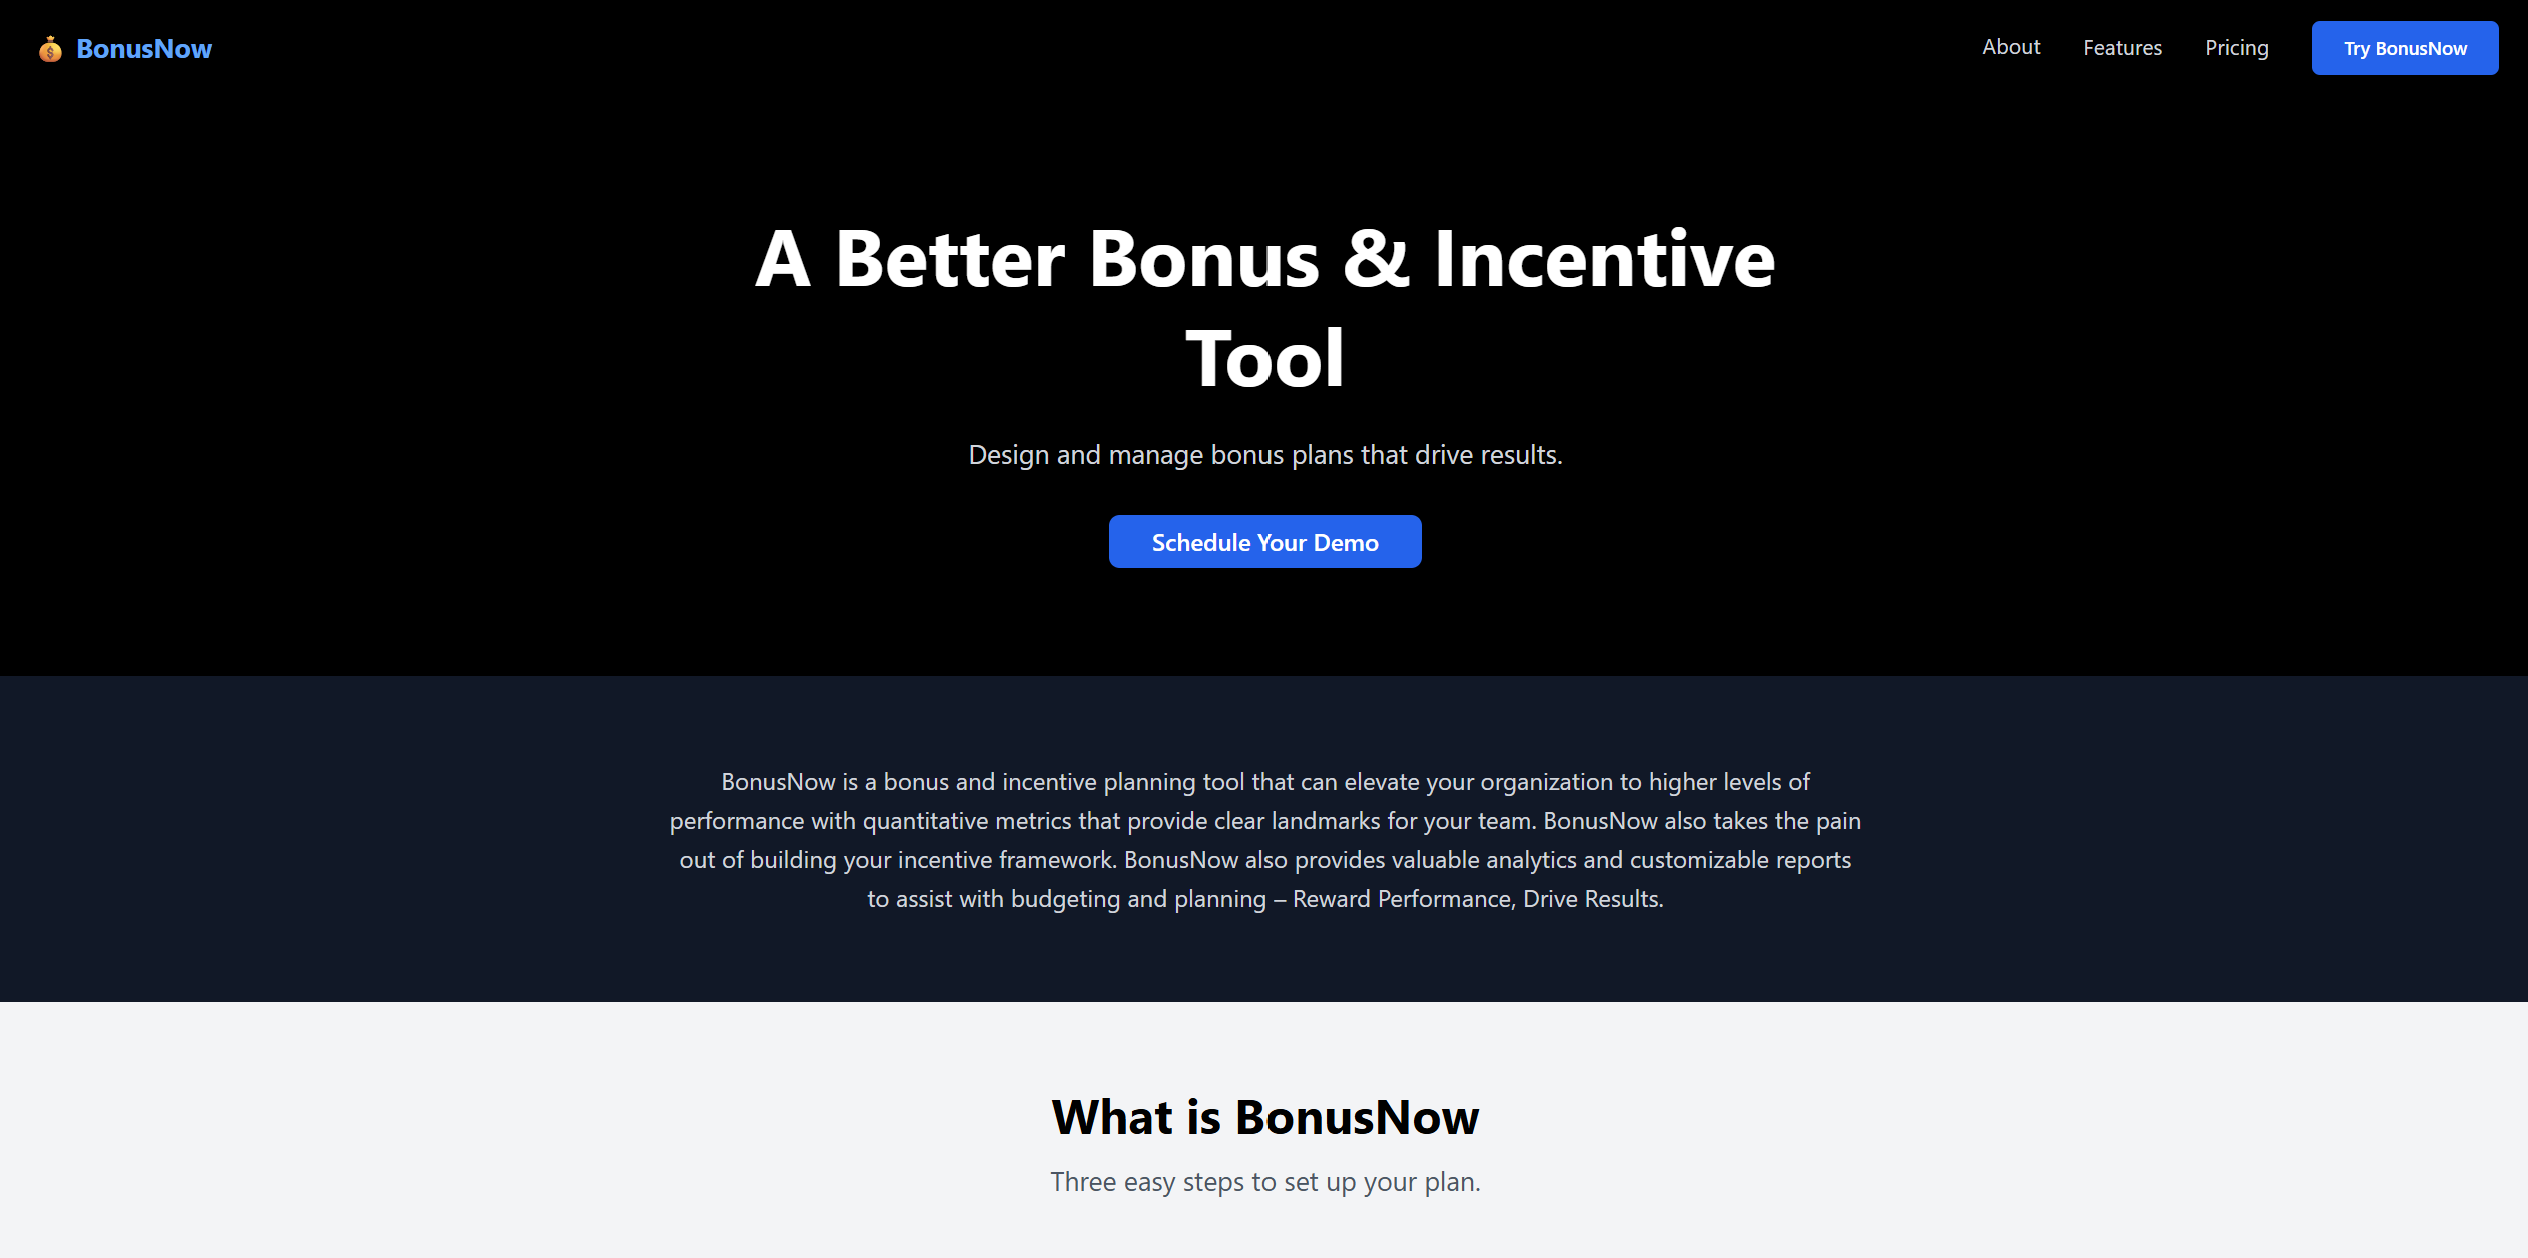 BonusNow
About
Features
Pricing
Try BonusNow
A Better Bonus & Incentive
Tool
Design and manage bonus plans that drive results.
Schedule Your Demo
BonusNow is a bonus and incentive planning tool that can elevate your organization to higher levels of
performance with quantitative metrics that provide clear landmarks for your team. BonusNow also takes the pain
out of building your incentive framework. BonusNow also provides valuable analytics and customizable reports
to assist with budgeting and planning – Reward Performance, Drive Results.
What is BonusNow
Three easy steps to set up your plan.